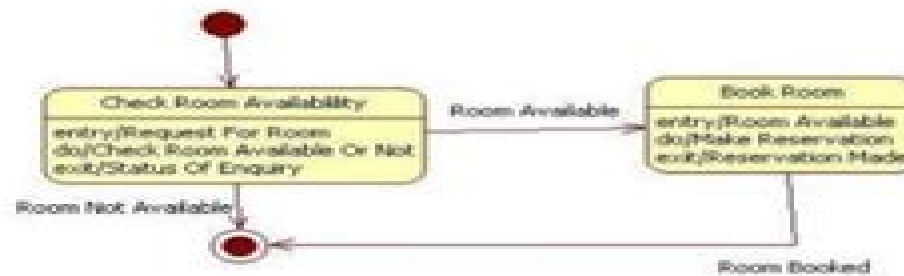 Check Room Availability
entry/Request For Room
do/Check Room Available Or Not
exit/Status Of Enquiry
Room Available
Book Room
entry/Room Available
do/Make Reservation
exit/Reservation Made
Room Not Available
Room Booked